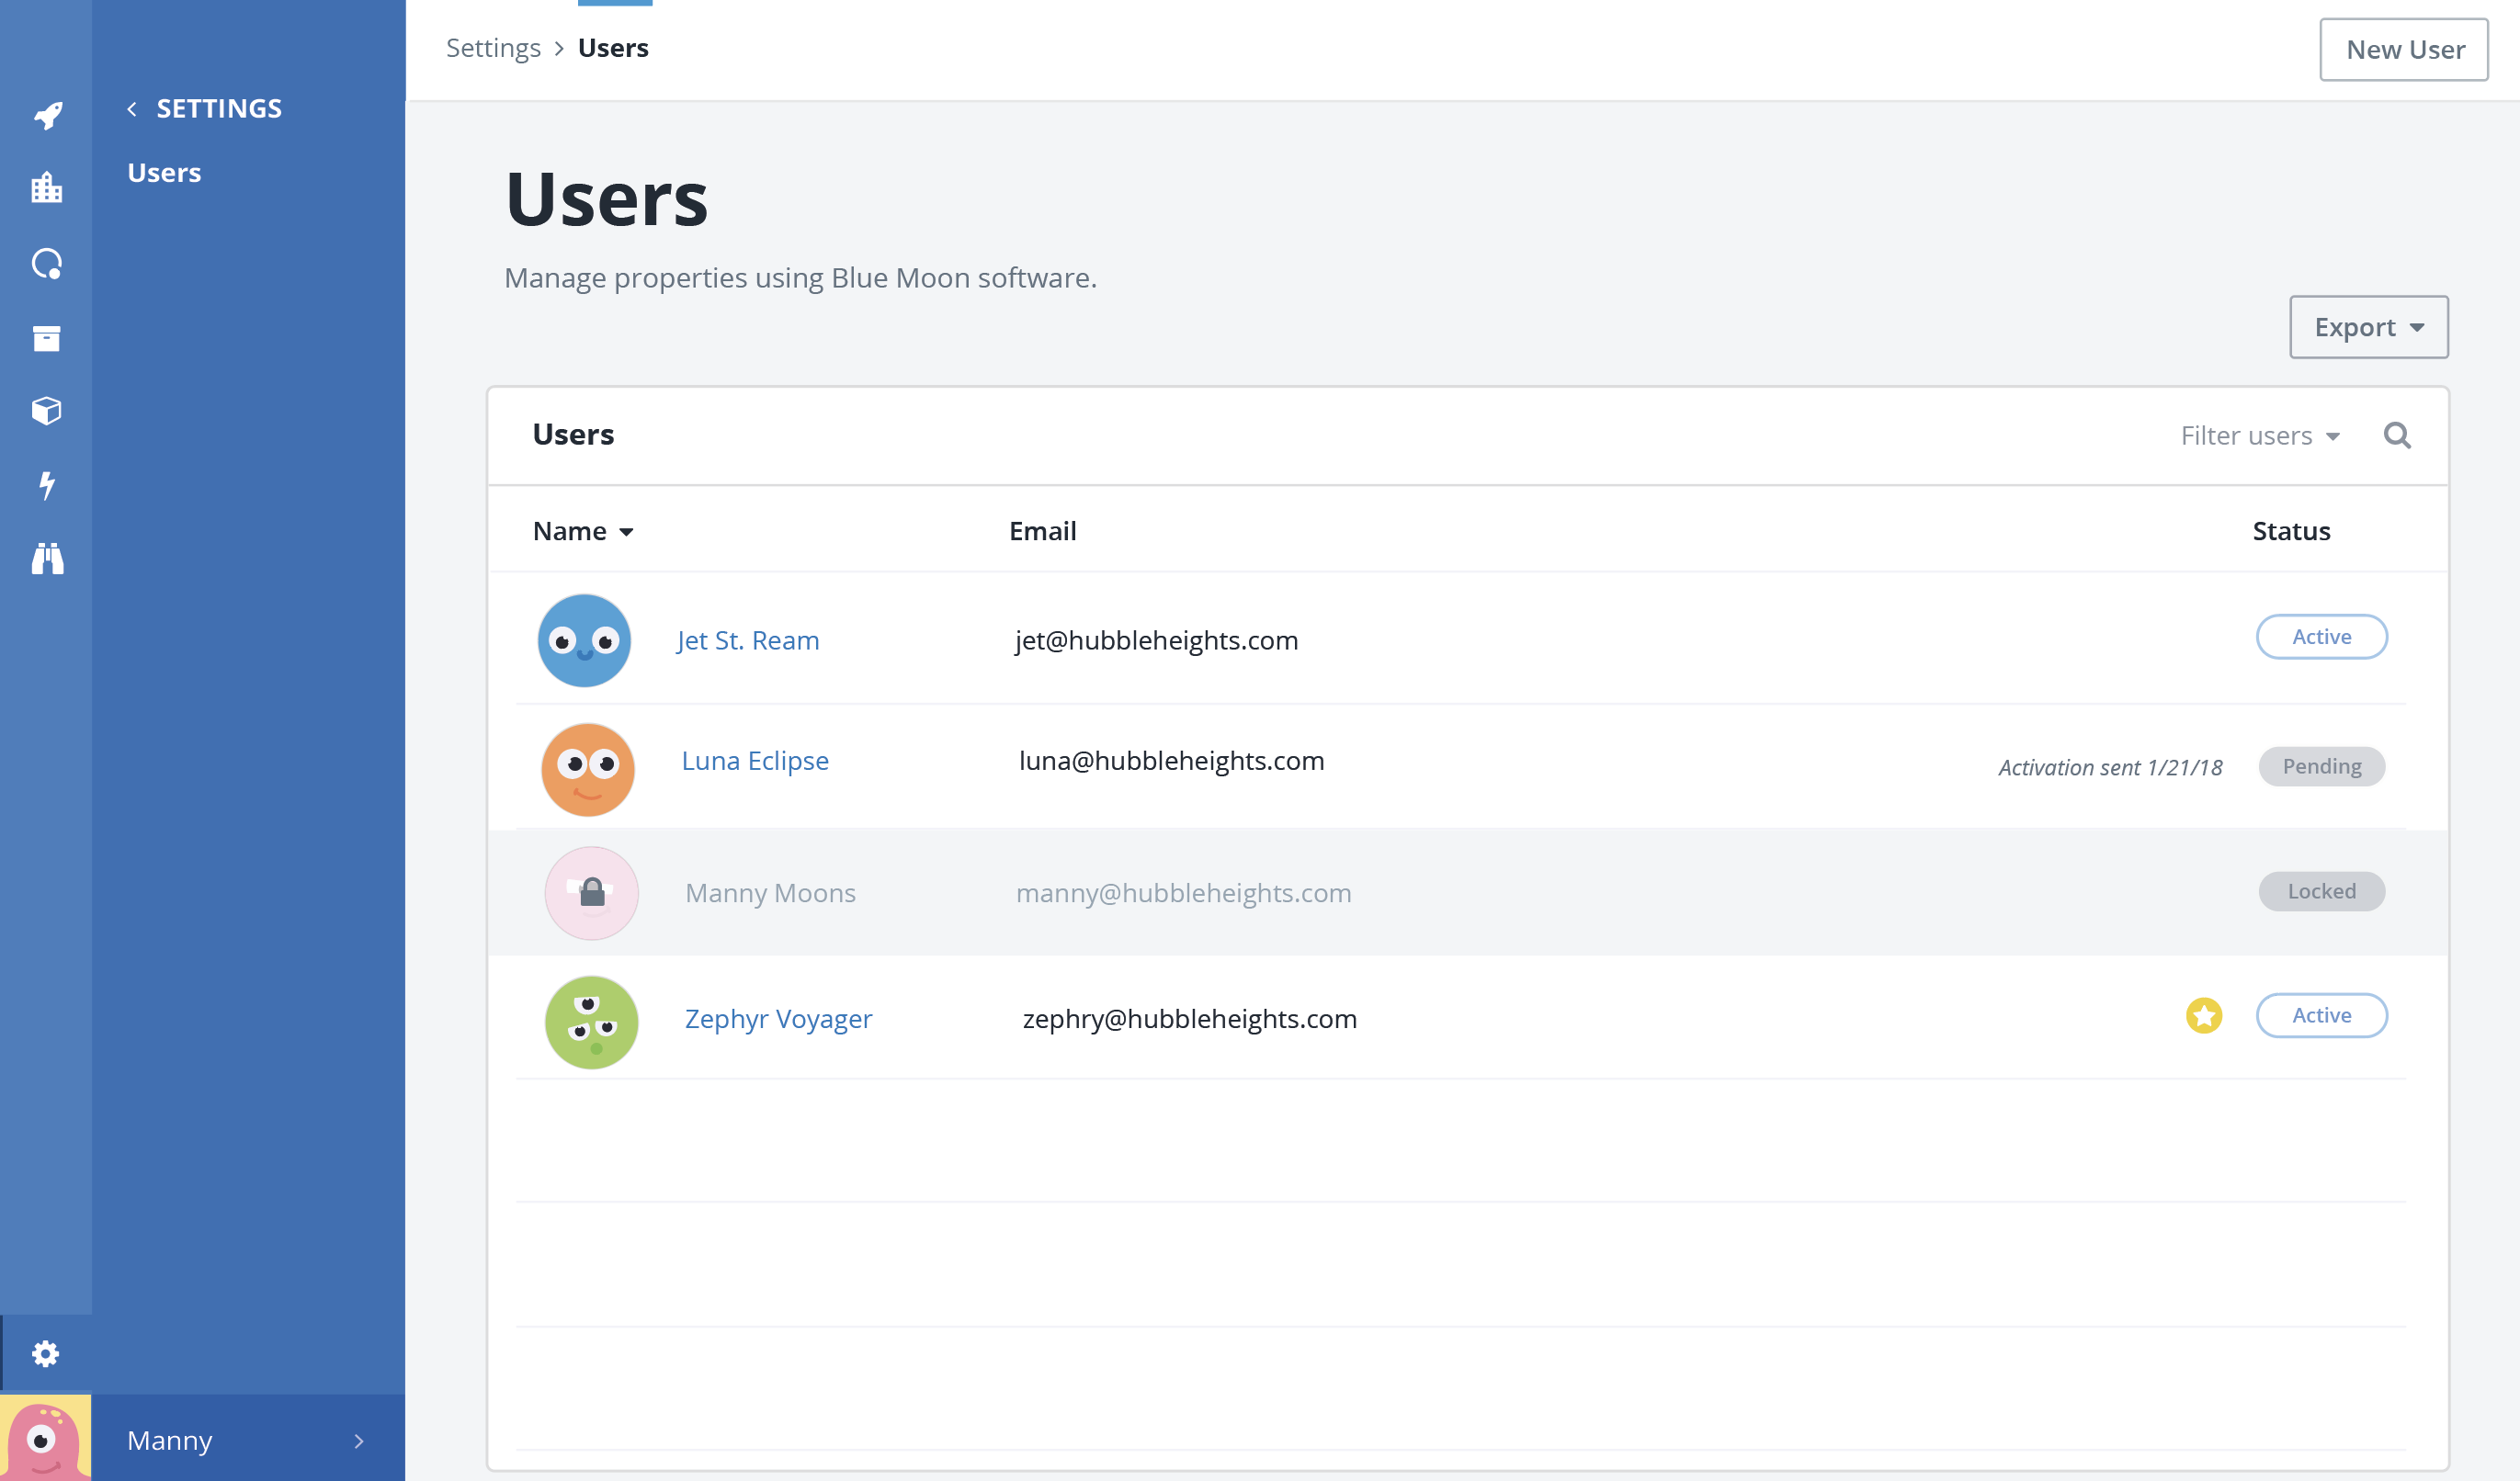 Settings > Users
New User
SETTINGS
Users
Users
Manage properties using Blue Moon software.
Export
Users
Filter users
Name Email Status
Jet St. Ream jet@hubbleheights.com Active
Luna Eclipse luna@hubbleheights.com Activation sent 1/21/18 Pending
Manny Moons manny@hubbleheights.com Locked
Zephyr Voyager zephry@hubbleheights.com Active
Manny